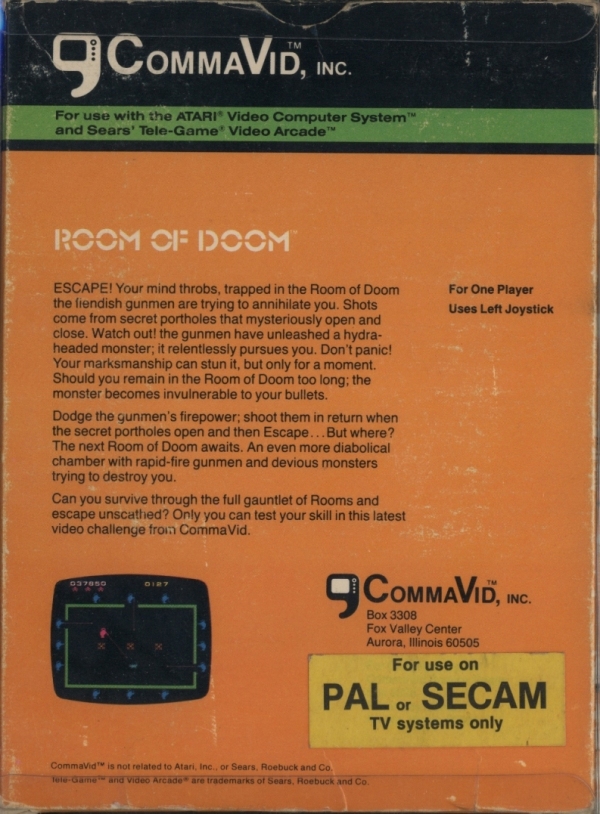 COMMAVID,™ INC.
For use with the ATARI® Video Computer System™
and Sears' Tele-Game® Video Arcade™
ROOM OF DOOM™
ESCAPE! Your mind throbs, trapped in the Room of Doom
the fiendish gunmen are trying to annihilate you. Shots
come from secret portholes that mysteriously open and
close. Watch out! the gunmen have unleashed a hydra-
headed monster; it relentlessly pursues you. Don't panic!
Your marksmanship can stun it, but only for a moment.
Should you remain in the Room of Doom too long; the
monster becomes invulnerable to your bullets.
Dodge the gunmen's firepower; shoot them in return when
the secret portholes open and then Escape...But where?
The next Room of Doom awaits. An even more diabolical
chamber with rapid-fire gunmen and devious monsters
trying to destroy you.
Can you survive through the full gauntlet of Rooms and
escape unscathed? Only you can test your skill in this latest
video challenge from CommaVid.
For One Player
Uses Left Joystick
037850 0127
COMMAVID,™ INC.
Box 3308
Fox Valley Center
Aurora, Illinois 60505
For use on
PAL or SECAM
TV systems only
CommaVid™ is not related to Atari, Inc., or Sears, Roebuck and Co.
Tele-Game™ and Video Arcade® are trademarks of Sears, Roebuck and Co.